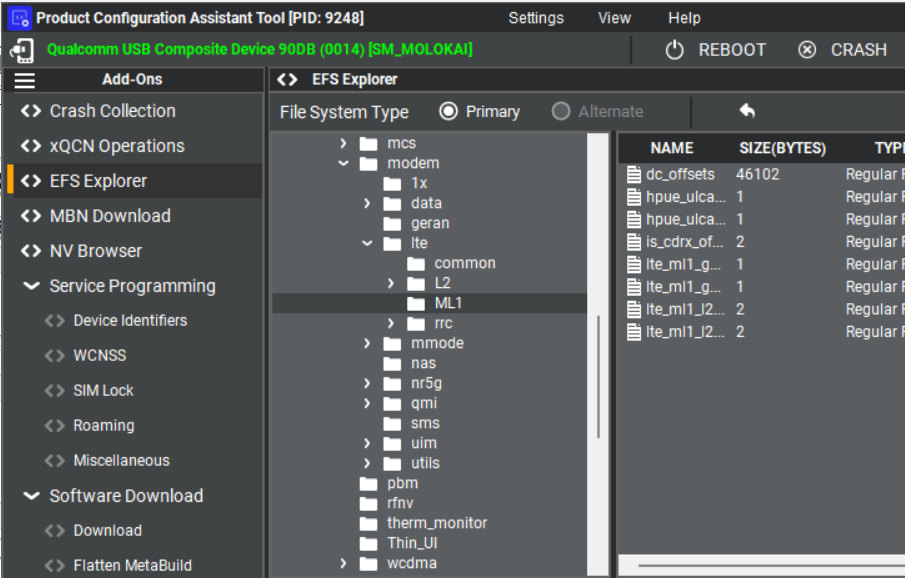 Product Configuration Assistant Tool [PID: 9248] Settings View Help
Qualcomm USB Composite Device 90DB (0014) [SM_MOLOKAI] REBOOT CRASH
Add-Ons
Crash Collection
xQCN Operations
EFS Explorer
MBN Download
NV Browser
Service Programming
Device Identifiers
WCNSS
SIM Lock
Roaming
Miscellaneous
Software Download
Download
Flatten MetaBuild
EFS Explorer
File System Type Primary Alternate
mcs
modem
1x
data
geran
lte
common
L2
ML1
rrc
mmode
nas
nr5g
qmi
sms
uim
utils
pbm
rfnv
therm_monitor
Thin_UI
wcdma
NAME SIZE(BYTES) TYP
dc_offsets 46102 Regular F
hpue_ulca... 1 Regular F
hpue_ulca... 1 Regular F
is_cdrx_of... 2 Regular F
lte_ml1_g... 1 Regular F
lte_ml1_g... 1 Regular F
lte_ml1_l2... 2 Regular F
lte_ml1_l2... 2 Regular F